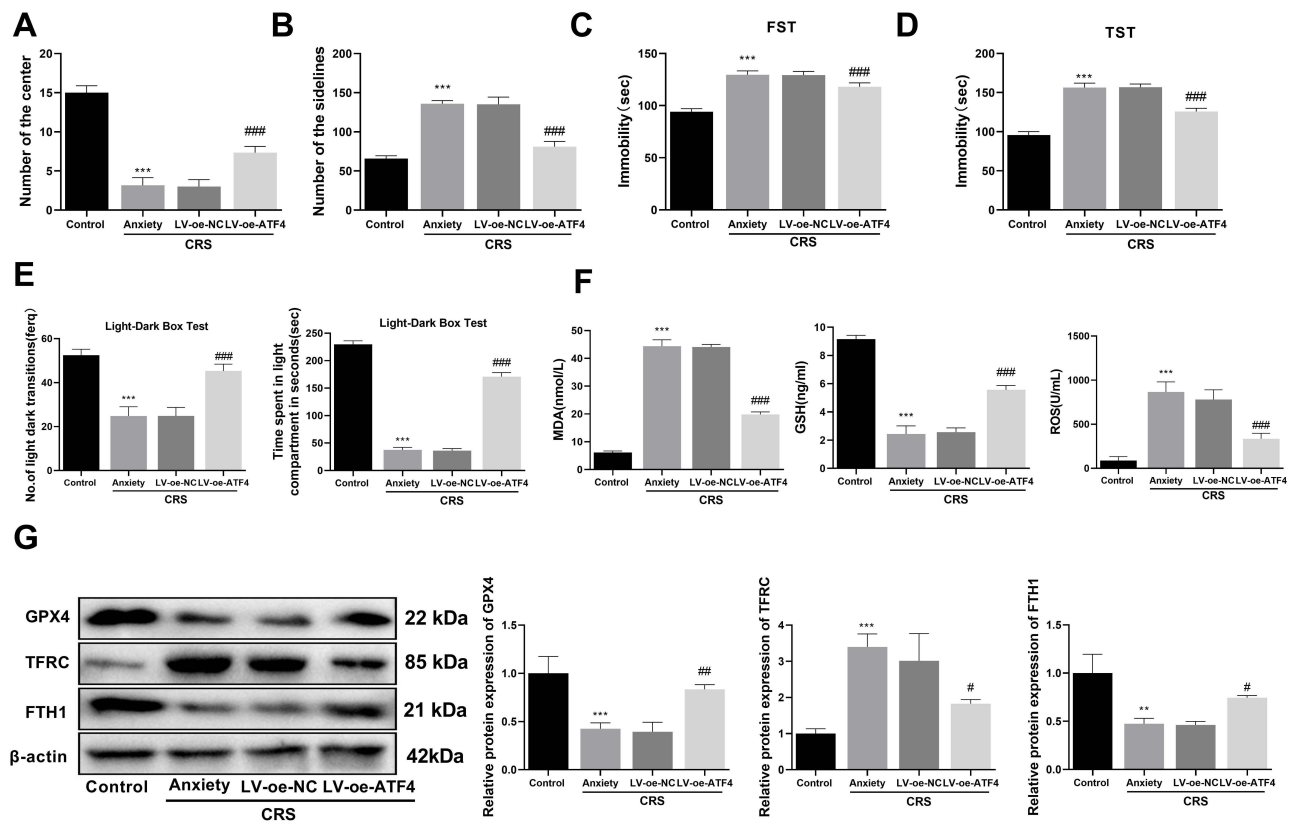 A
Number of the center
15
10
5
0
***
###
Control
Anxiety
LV-oe-NC
LV-oe-ATF4
CRS
B
Number of the sidelines
200
150
100
50
0
***
###
Control
Anxiety
LV-oe-NC
LV-oe-ATF4
CRS
C
FST
Immobility(sec)
150
100
50
0
***
###
Control
Anxiety
LV-oe-NC
LV-oe-ATF4
CRS
D
TST
Immobility(sec)
200
150
100
50
0
***
###
Control
Anxiety
LV-oe-NC
LV-oe-ATF4
CRS
E
Light-Dark Box Test
No.of light dark transitions(ferq)
60
40
20
0
***
###
Control
Anxiety
LV-oe-NC
LV-oe-ATF4
CRS
Light-Dark Box Test
Time spent in light
compartment in seconds(sec)
250
200
150
100
50
0
***
###
Control
Anxiety
LV-oe-NC
LV-oe-ATF4
CRS
F
MDA(nmol/L)
50
40
30
20
10
0
***
###
Control
Anxiety
LV-oe-NC
LV-oe-ATF4
CRS
GSH(ng/ml)
10
8
6
4
2
0
***
###
Control
Anxiety
LV-oe-NC
LV-oe-ATF4
CRS
ROS(U/mL)
1500
1000
500
0
***
###
Control
Anxiety
LV-oe-NC
LV-oe-ATF4
CRS
G
GPX4
22 kDa
TFRC
85 kDa
FTH1
21 kDa
β-actin
42kDa
Control
Anxiety
LV-oe-NC
LV-oe-ATF4
CRS
Relative protein expression of GPX4
1.5
1.0
0.5
0.0
***
##
Control
Anxiety
LV-oe-NC
LV-oe-ATF4
CRS
Relative protein expression of TFRC
4
3
2
1
0
***
#
Control
Anxiety
LV-oe-NC
LV-oe-ATF4
CRS
Relative protein expression of FTH1
1.5
1.0
0.5
0.0
**
#
Control
Anxiety
LV-oe-NC
LV-oe-ATF4
CRS